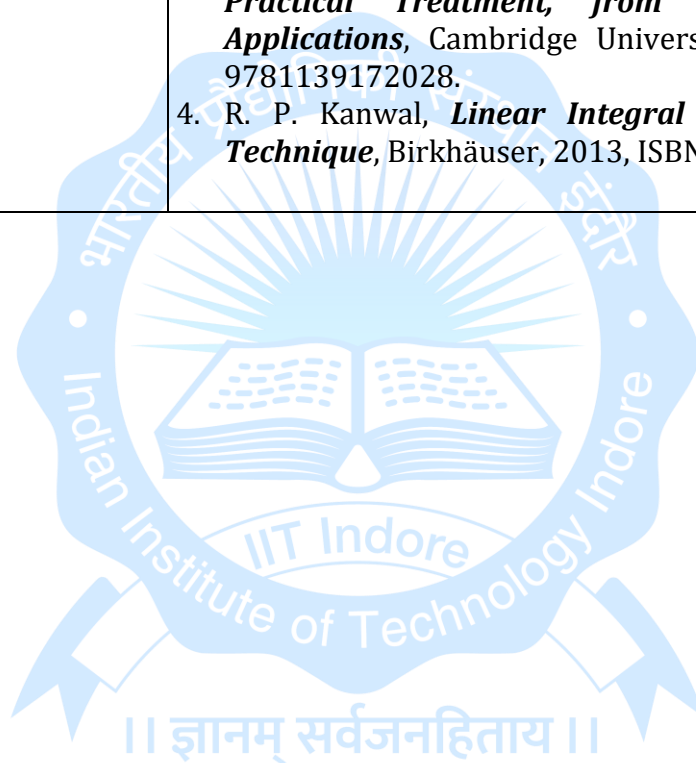 Practical Treatment, from
Applications, Cambridge Univers
9781139172028.
4. R. P. Kanwal, Linear Integral
Technique, Birkhäuser, 2013, ISBN
भारतीय प्रौद्योगिकी संस्थान इंदौर
Indian Institute of Technology Indore
IIT Indore
।। ज्ञानम् सर्वजनहिताय ।।